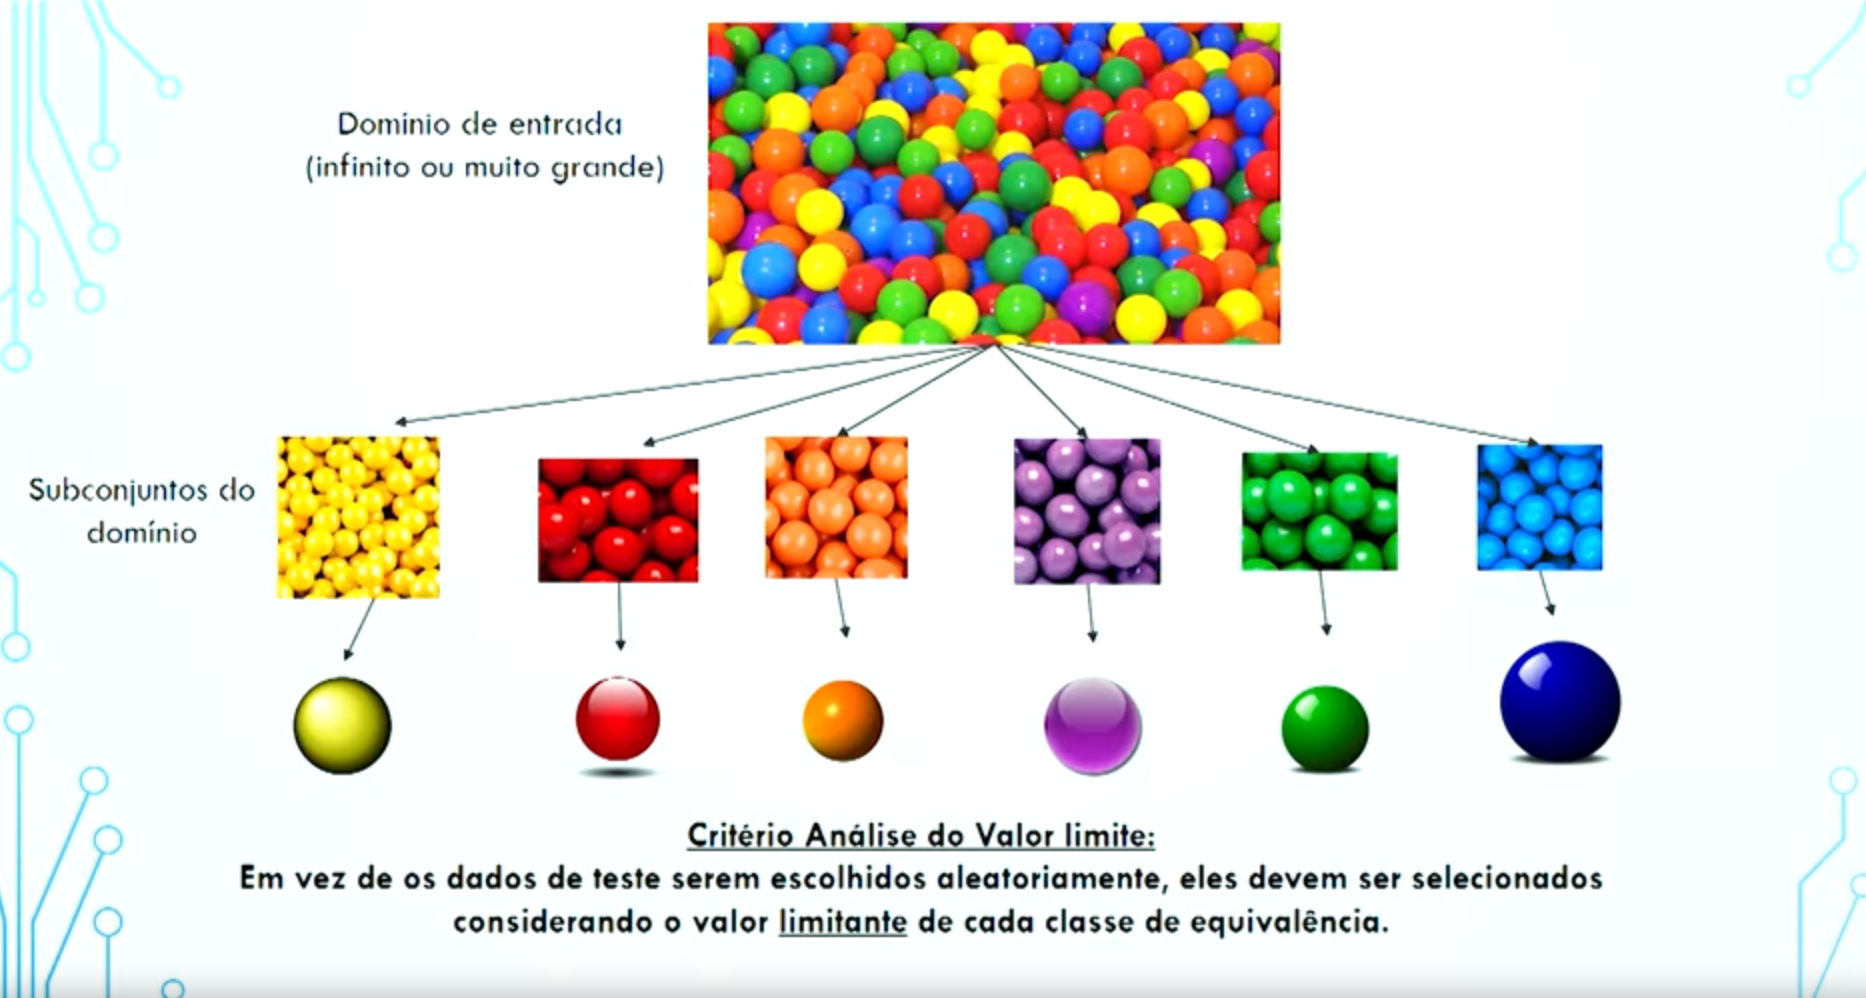 Domínio de entrada
(infinito ou muito grande)
Subconjuntos do
domínio
Critério Análise do Valor limite:
Em vez de os dados de teste serem escolhidos aleatoriamente, eles devem ser selecionados
considerando o valor limitante de cada classe de equivalência.